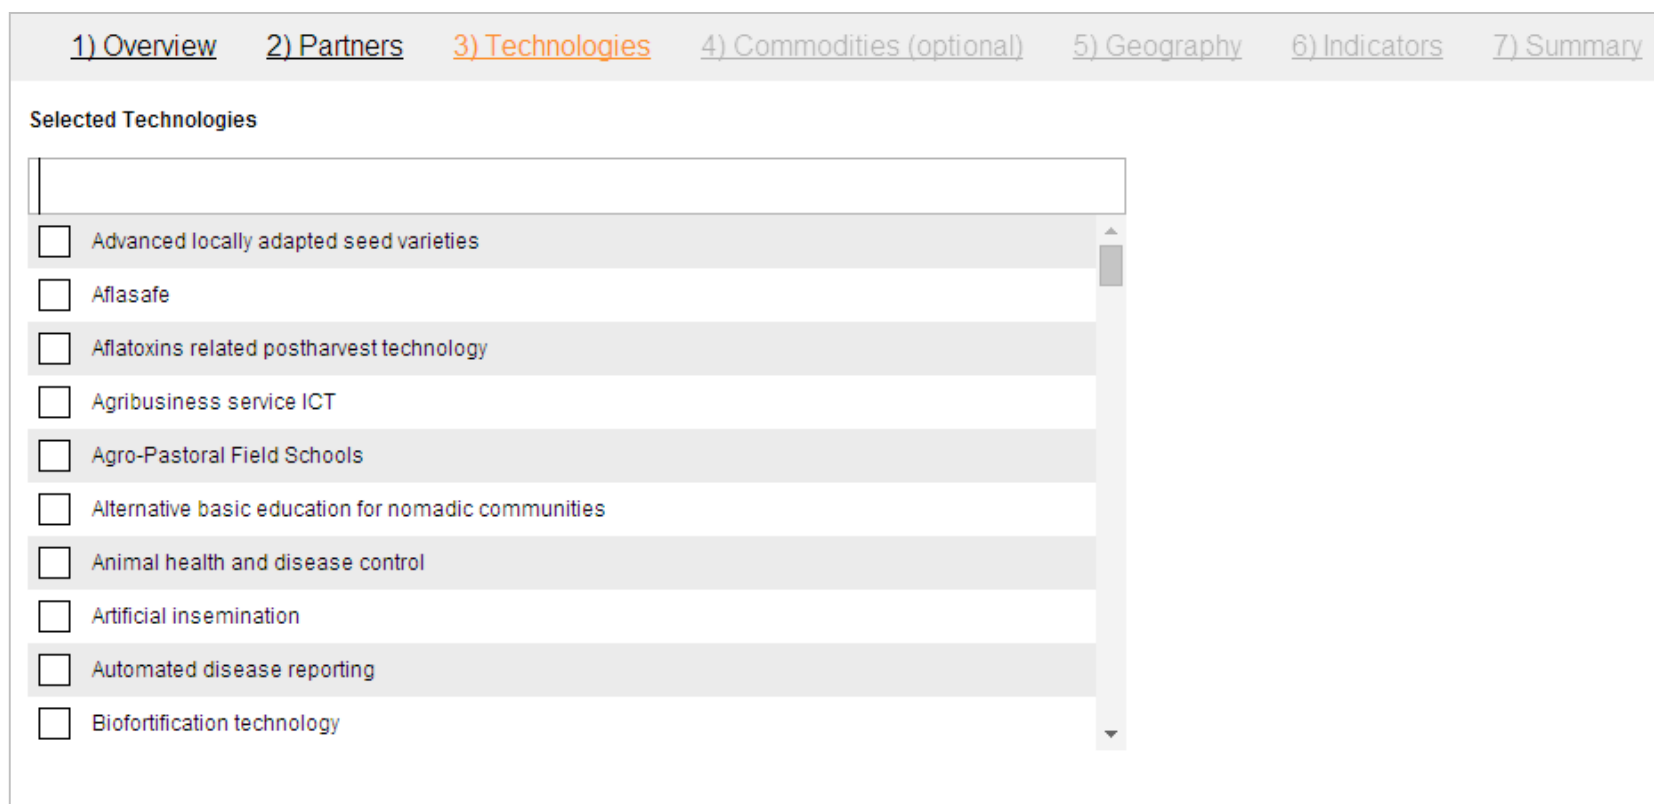 1) Overview 2) Partners 3) Technologies 4) Commodities (optional) 5) Geography 6) Indicators 7) Summary
Selected Technologies
Advanced locally adapted seed varieties
Aflasafe
Aflatoxins related postharvest technology
Agribusiness service ICT
Agro-Pastoral Field Schools
Alternative basic education for nomadic communities
Animal health and disease control
Artificial insemination
Automated disease reporting
Biofortification technology